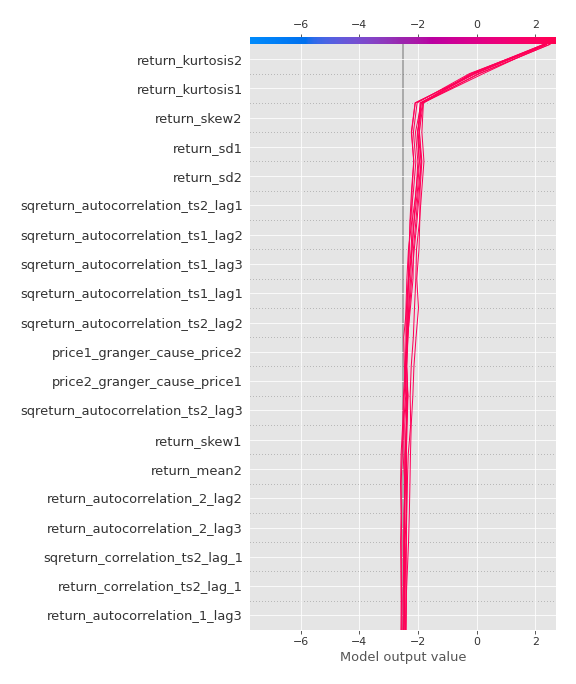 −6 −4 −2 0 2
return_kurtosis2
return_kurtosis1
return_skew2
return_sd1
return_sd2
sqreturn_autocorrelation_ts2_lag1
sqreturn_autocorrelation_ts1_lag2
sqreturn_autocorrelation_ts1_lag3
sqreturn_autocorrelation_ts1_lag1
sqreturn_autocorrelation_ts2_lag2
price1_granger_cause_price2
price2_granger_cause_price1
sqreturn_autocorrelation_ts2_lag3
return_skew1
return_mean2
return_autocorrelation_2_lag2
return_autocorrelation_2_lag3
sqreturn_correlation_ts2_lag_1
return_correlation_ts2_lag_1
return_autocorrelation_1_lag3
−6 −4 −2 0 2
Model output value